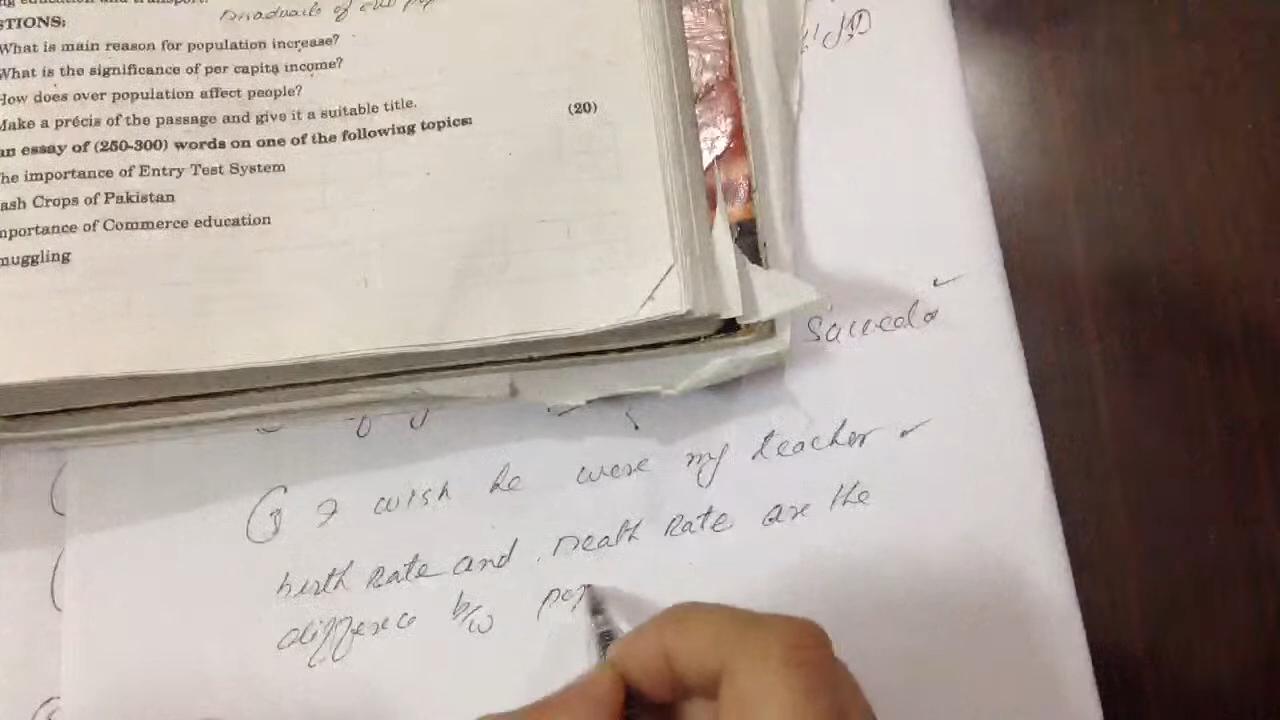 STIONS:
What is main reason for population increase?
What is the significance of per capita income?
How does over population affect people?
Make a précis of the passage and give it a suitable title. (20)
an essay of (250-300) words on one of the following topics:
he importance of Entry Test System
ash Crops of Pakistan
mportance of Commerce education
muggling
I wish he were my teacher
birth Rate and Death Rate are the
difference b/w pop